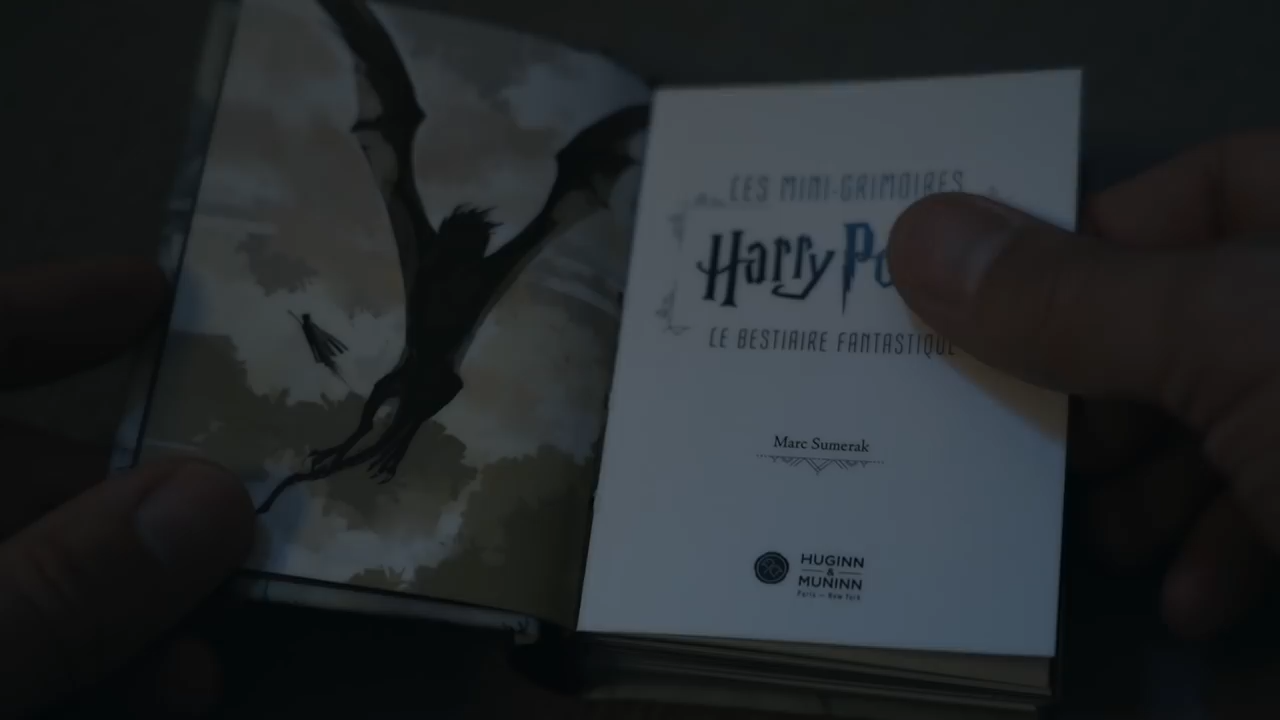 LES MINI-GRIMOIRES
Harry Po
LE BESTIAIRE FANTASTIQUE
Marc Sumerak
HUGINN
&
MUNINN
Paris — New York